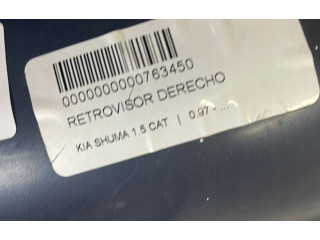 0000000000763450
RETROVISOR DERECHO
KIA SHUMA 1.5 CAT | 0.97 - ...